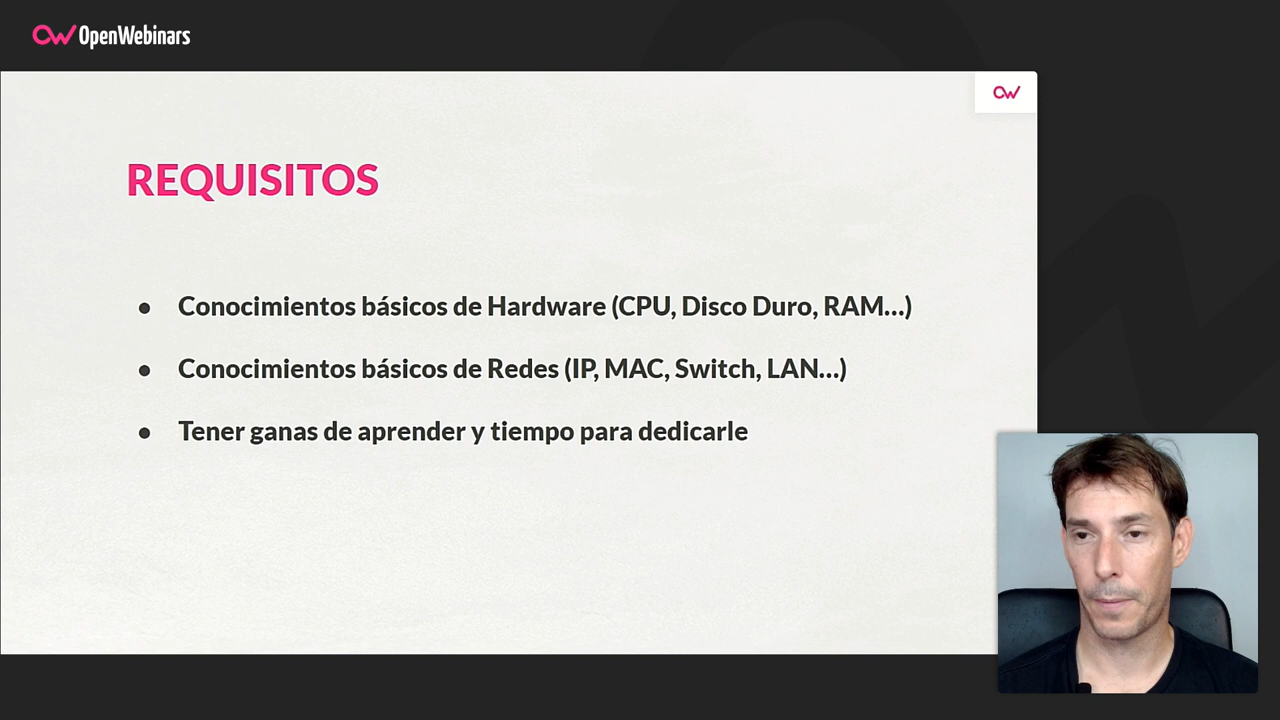 OpenWebinars
REQUISITOS
● Conocimientos básicos de Hardware (CPU, Disco Duro, RAM...)
● Conocimientos básicos de Redes (IP, MAC, Switch, LAN...)
● Tener ganas de aprender y tiempo para dedicarle